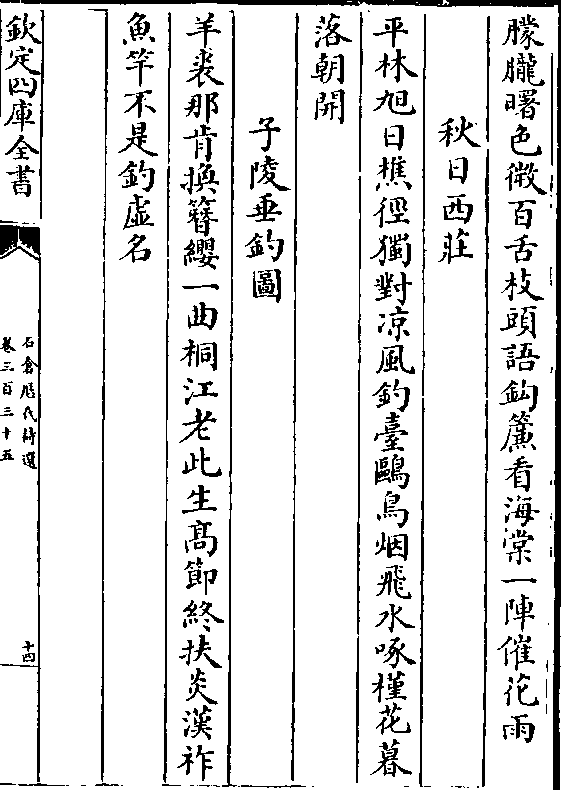 朦朧曙色微百舌枝頭語鈎簾看海棠一陣催花雨
秋日西莊
平林旭日樵徑獨對凉風釣臺鷗鳥烟飛水啄槿花暮
落朝開
子陵垂釣圖
羊裘那肯換簪纓一曲桐江老此生高節終扶炎漢祚
魚竿不是釣虛名
欽定四庫全書
石倉厯代詩選
卷三百三十五
十四